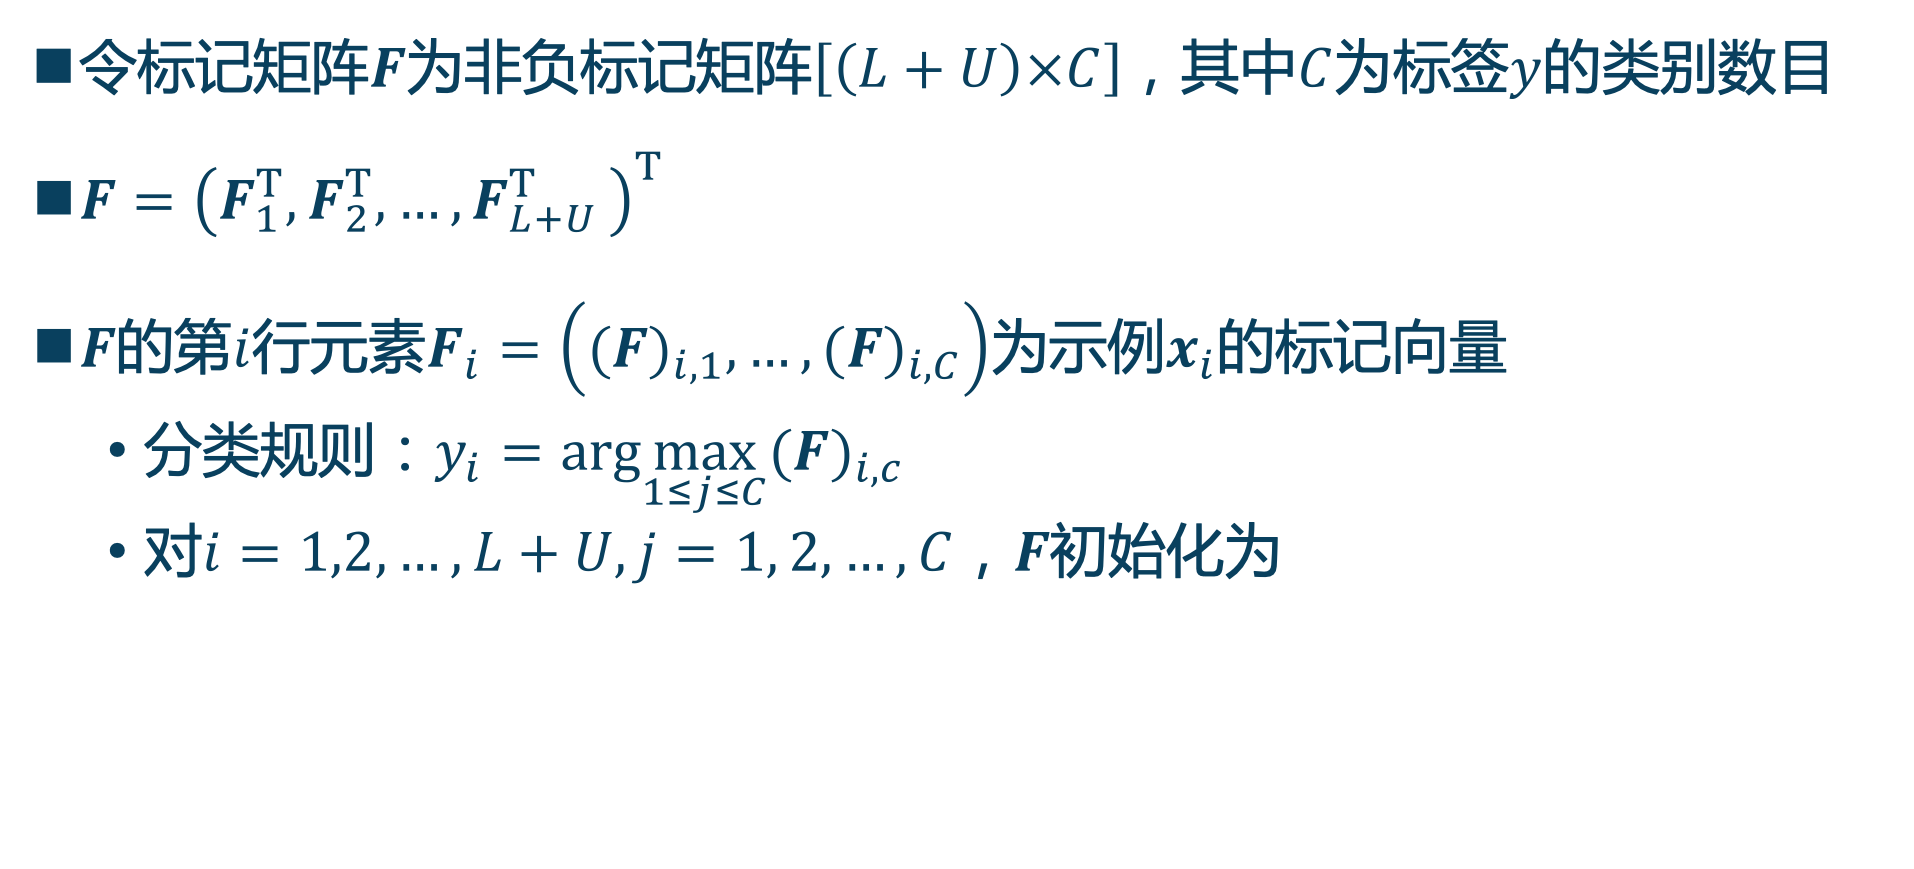 ■令标记矩阵F为非负标记矩阵[(L + U)×C]，其中C为标签y的类别数目
■F = (F₁ᵀ, F₂ᵀ, …, F_{L+U}ᵀ)ᵀ
■F的第i行元素F_i = ((F)_{i,1}, …, (F)_{i,C})为示例x_i的标记向量
• 分类规则：y_i = arg max_{1≤j≤C} (F)_{i,c}
• 对i = 1,2, …, L + U, j = 1, 2, …, C，F初始化为